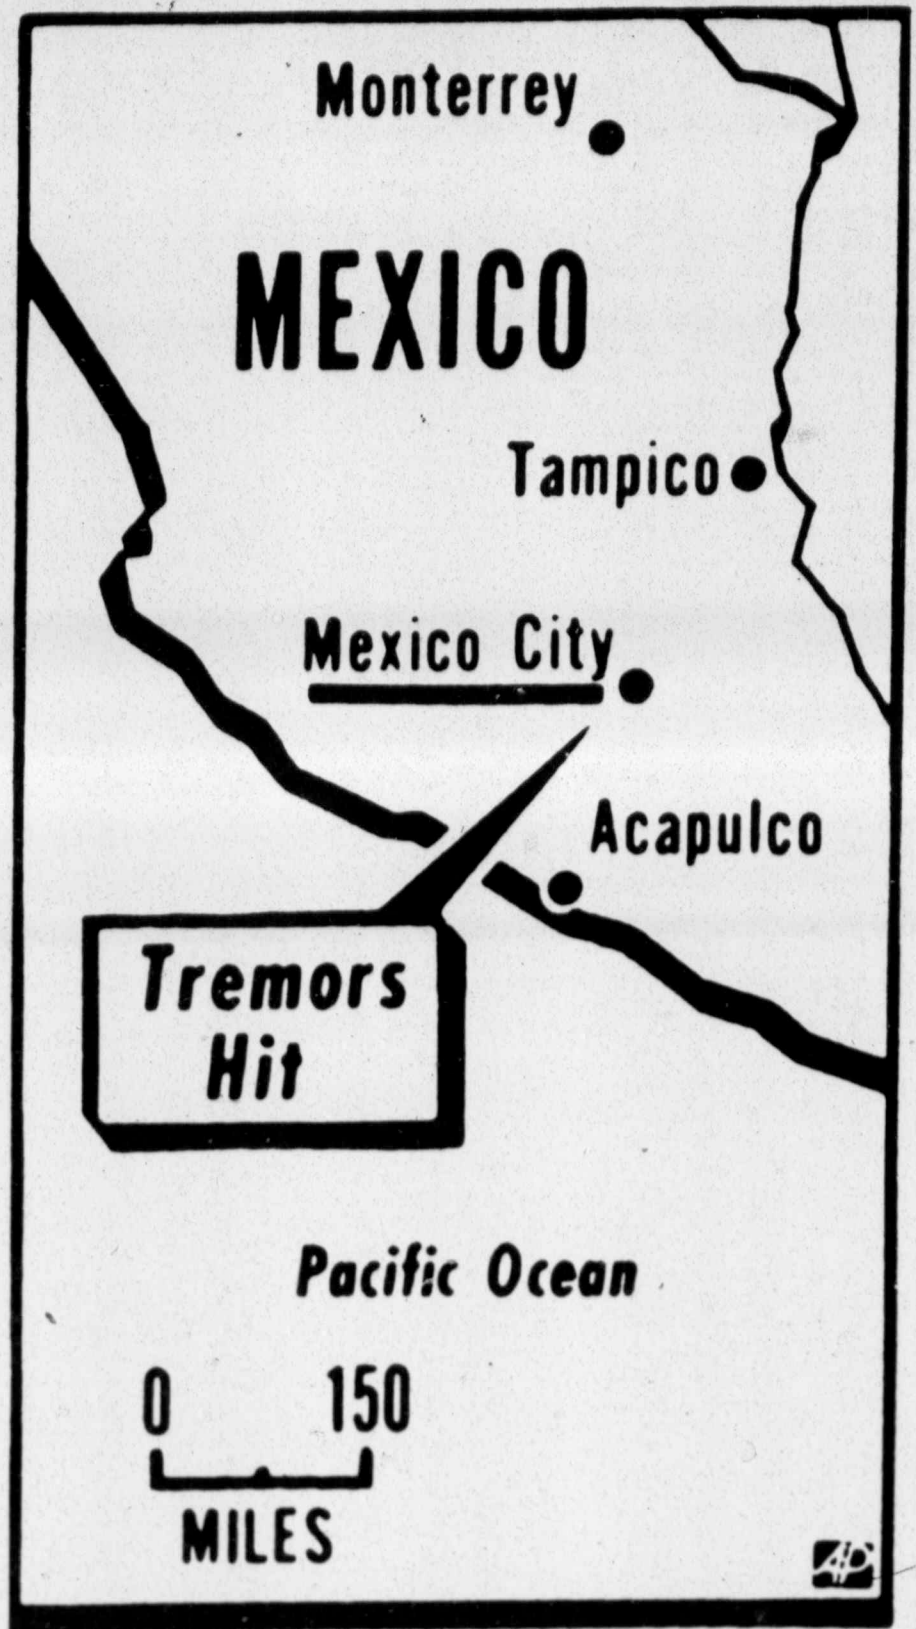 Monterrey
MEXICO
Tampico
Mexico City
Acapulco
Tremors
Hit
Pacific Ocean
0 150
MILES
AP